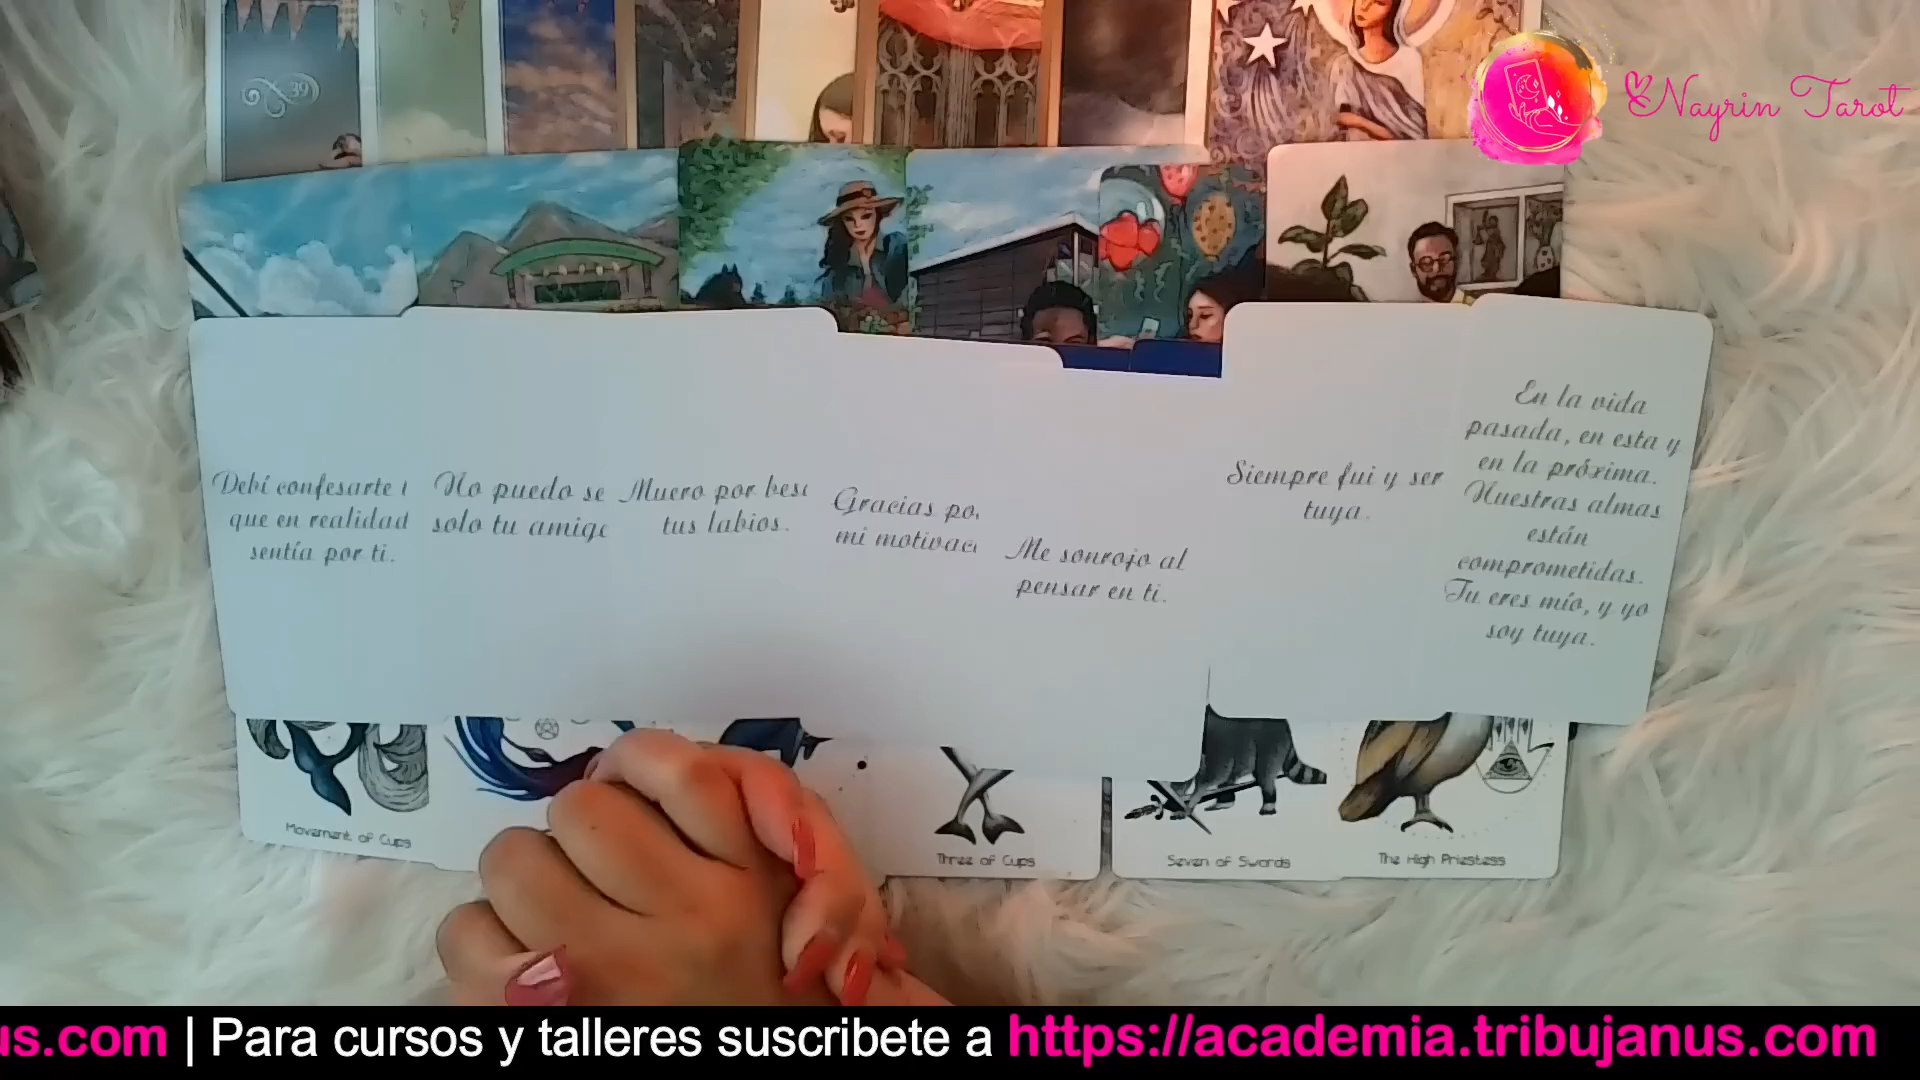 39
Nayrin Tarot
Debí confesarte
que en realidad
sentía por ti.
No puedo se
solo tu amig
Muero por bes
tus labios.
Gracias po
mi motivac
Me sonrojo al
pensar en ti.
Siempre fui y ser
tuya.
En la vida
pasada, en esta y
en la próxima.
Nuestras almas
están
comprometidas.
Tu eres mío, y yo
soy tuya.
Movement of Cups
Three of Cups
Seven of Swords
The High Priestess
us.com | Para cursos y talleres suscribete a https://academia.tribujanus.com